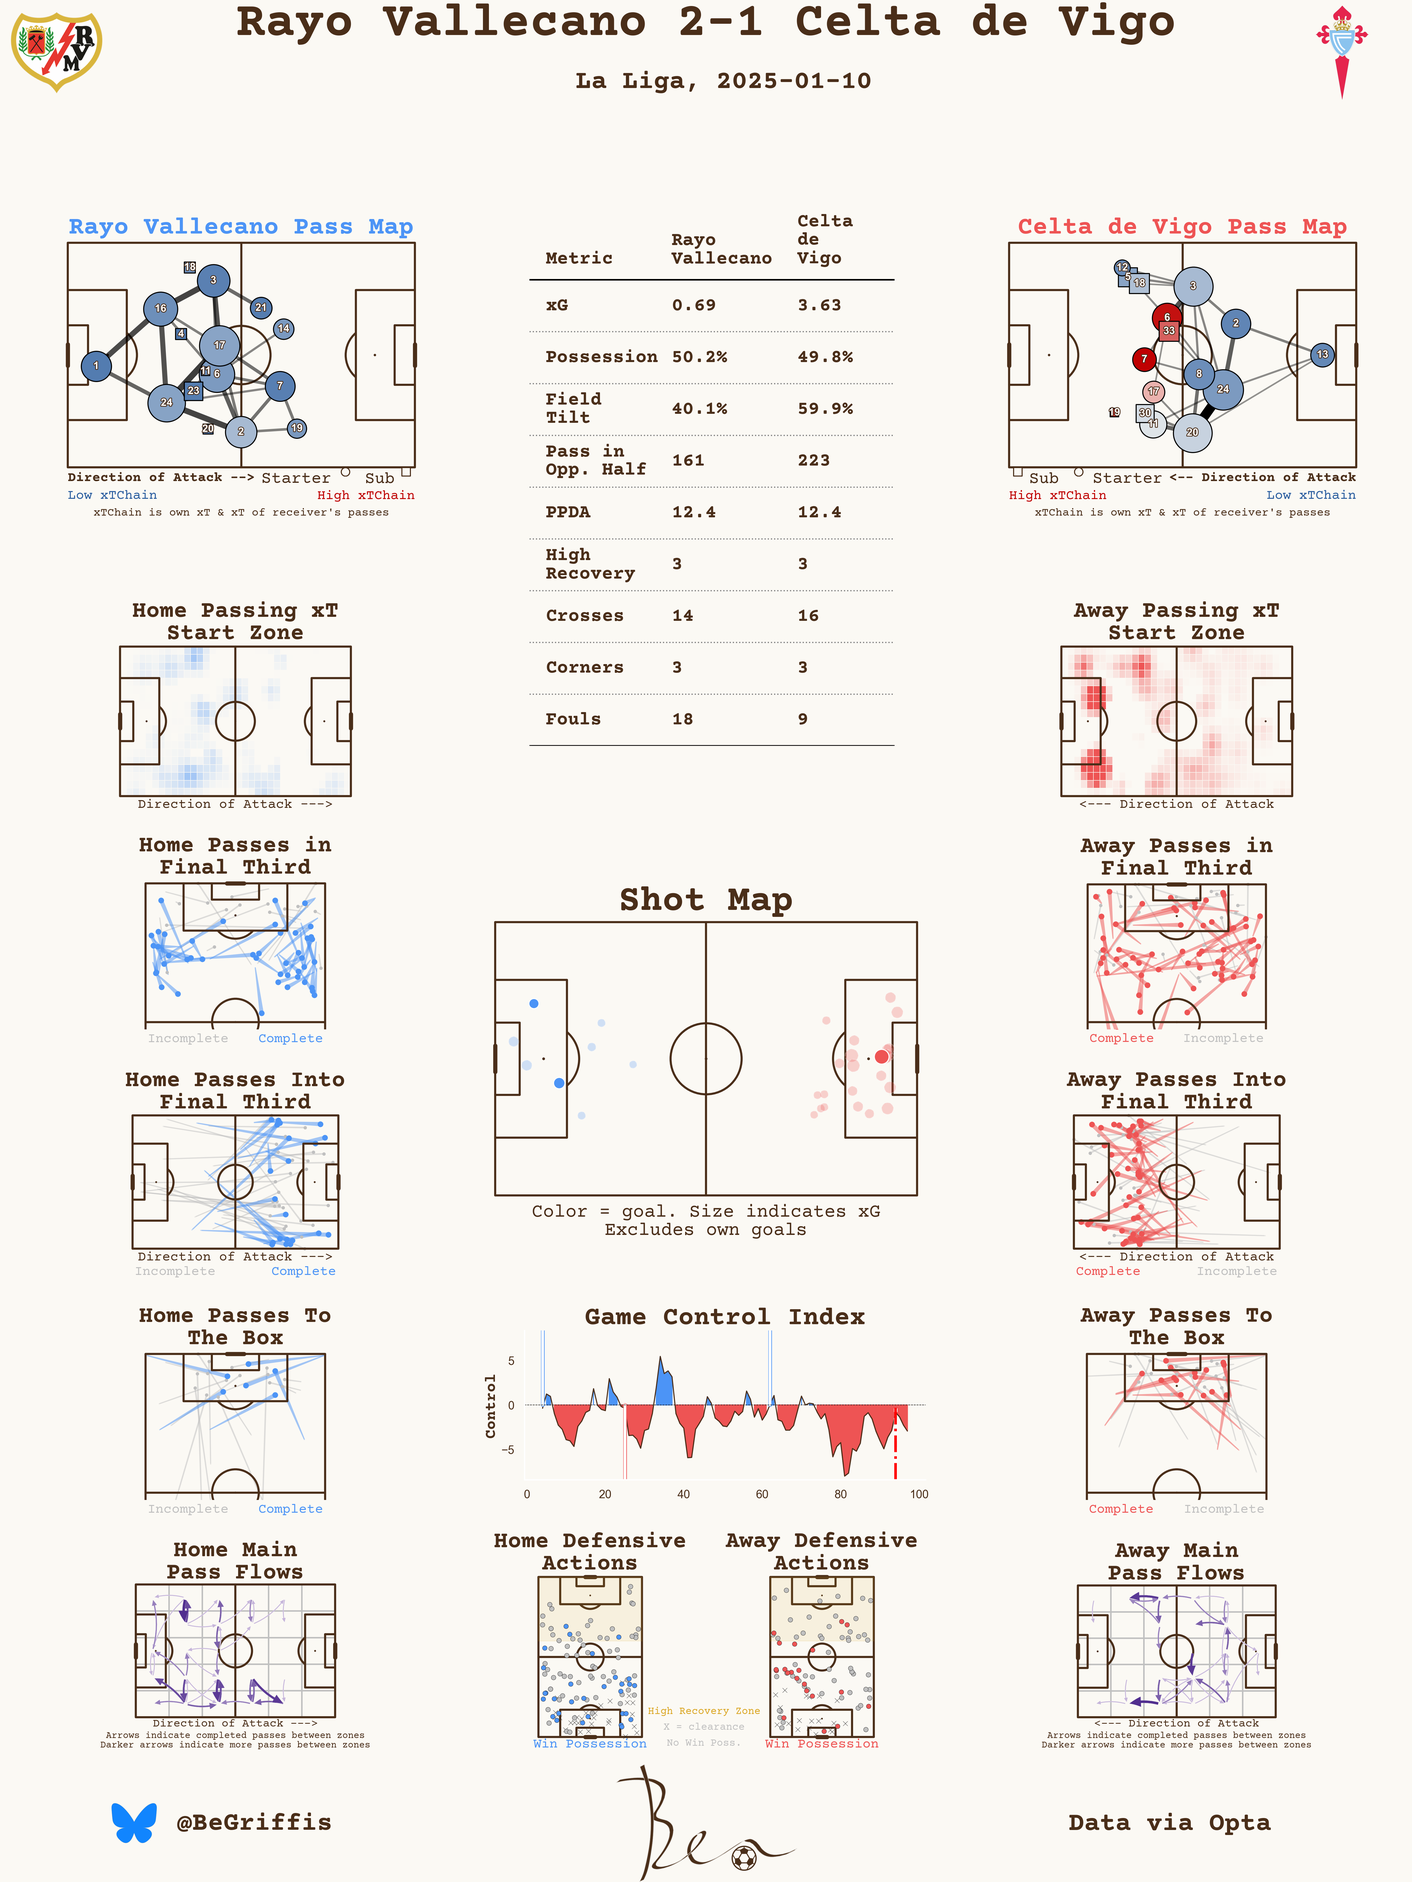 Rayo Vallecano 2-1 Celta de Vigo
La Liga, 2025-01-10
RVM
Rayo Vallecano Pass Map
18
3
16
21
14
4
17
1
11
6
23
7
24
20
2
19
Direction of Attack --> Starter Sub
Low xTChain High xTChain
xTChain is own xT & xT of receiver's passes
Metric Rayo Vallecano Celta de Vigo
xG 0.69 3.63
Possession 50.2% 49.8%
Field Tilt 40.1% 59.9%
Pass in Opp. Half 161 223
PPDA 12.4 12.4
High Recovery 3 3
Crosses 14 16
Corners 3 3
Fouls 18 9
Celta de Vigo Pass Map
12
5
18
3
6
33
2
7
13
8
17
24
19
30
11
20
Sub Starter <-- Direction of Attack
High xTChain Low xTChain
xTChain is own xT & xT of receiver's passes
Home Passing xT
Start Zone
Direction of Attack --->
Away Passing xT
Start Zone
<--- Direction of Attack
Home Passes in
Final Third
Incomplete Complete
Away Passes in
Final Third
Complete Incomplete
Shot Map
Color = goal. Size indicates xG
Excludes own goals
Home Passes Into
Final Third
Direction of Attack --->
Incomplete Complete
Away Passes Into
Final Third
<--- Direction of Attack
Complete Incomplete
Home Passes To
The Box
Incomplete Complete
Game Control Index
Control
5
0
−5
0 20 40 60 80 100
Away Passes To
The Box
Complete Incomplete
Home Main
Pass Flows
Direction of Attack --->
Arrows indicate completed passes between zones
Darker arrows indicate more passes between zones
Home Defensive
Actions
Win Possession
High Recovery Zone
X = clearance
No Win Poss.
Away Defensive
Actions
Win Possession
Away Main
Pass Flows
<--- Direction of Attack
Arrows indicate completed passes between zones
Darker arrows indicate more passes between zones
@BeGriffis
Ben
Data via Opta